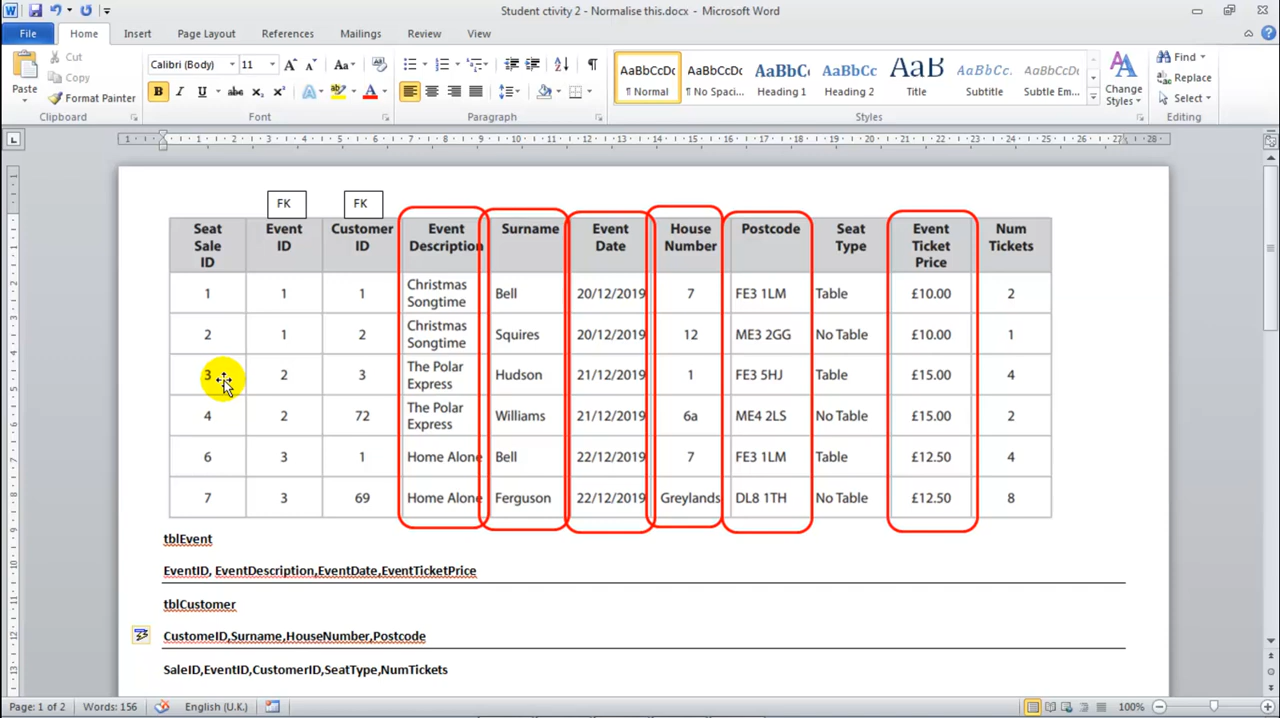 Student ctivity 2 - Normalise this.docx - Microsoft Word
File Home Insert Page Layout References Mailings Review View
Paste
Cut
Copy
Format Painter
Clipboard
Calibri (Body) 11
Font
Paragraph
AaBbCcDc AaBbCcDc AaBbCc AaBbCc AaB AaBbCc. AaBbCcDc
¶ Normal ¶ No Spaci... Heading 1 Heading 2 Title Subtitle Subtle Em...
Change
Styles
Styles
Find
Replace
Select
Editing
FK FK
Seat Sale ID Event ID Customer ID Event Description Surname Event Date House Number Postcode Seat Type Event Ticket Price Num Tickets
1 1 1 Christmas Songtime Bell 20/12/2019 7 FE3 1LM Table £10.00 2
2 1 2 Christmas Songtime Squires 20/12/2019 12 ME3 2GG No Table £10.00 1
3 2 3 The Polar Express Hudson 21/12/2019 1 FE3 5HJ Table £15.00 4
4 2 72 The Polar Express Williams 21/12/2019 6a ME4 2LS No Table £15.00 2
6 3 1 Home Alone Bell 22/12/2019 7 FE3 1LM Table £12.50 4
7 3 69 Home Alone Ferguson 22/12/2019 Greylands DL8 1TH No Table £12.50 8
tblEvent
EventID, EventDescription,EventDate,EventTicketPrice
tblCustomer
CustomeID,Surname,HouseNumber,Postcode
SaleID,EventID,CustomerID,SeatType,NumTickets
Page: 1 of 2 Words: 156 English (U.K.) 100%